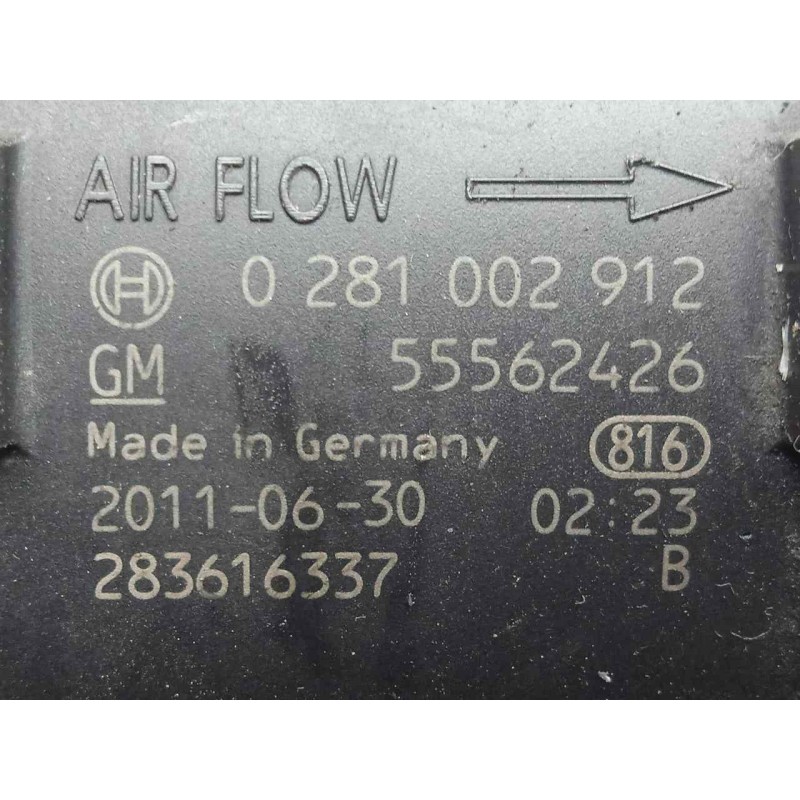 AIR FLOW
0 281 002 912
GM 55562426
Made in Germany 816
2011-06-30 02:23
283616337 B